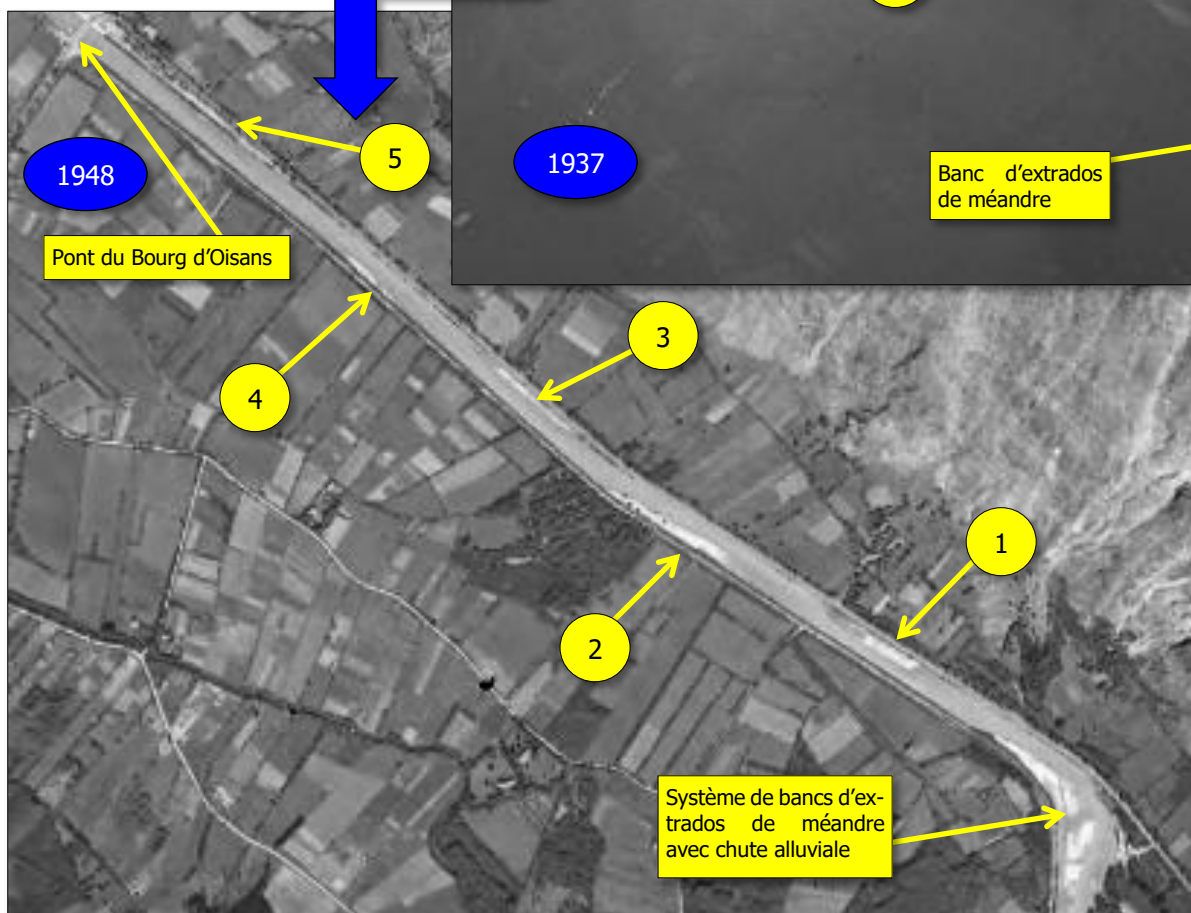 5
1948
1937
Banc d'extrados
de méandre
Pont du Bourg d'Oisans
3
4
1
2
Système de bancs d'ex-
trados de méandre
avec chute alluviale